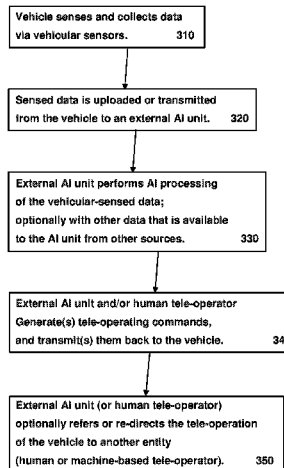 Vehicle senses and collects data
via vehicular sensors. 310
Sensed data is uploaded or transmitted
from the vehicle to an external AI unit. 320
External AI unit performs AI processing
of the vehicular-sensed data;
optionally with other data that is available
to the AI unit from other sources. 330
External AI unit and/or human tele-operator
Generate(s) tele-operating commands,
and transmit(s) them back to the vehicle. 34
External AI unit (or human tele-operator)
optionally refers or re-directs the tele-operation
of the vehicle to another entity
(human or machine-based tele-operator). 350